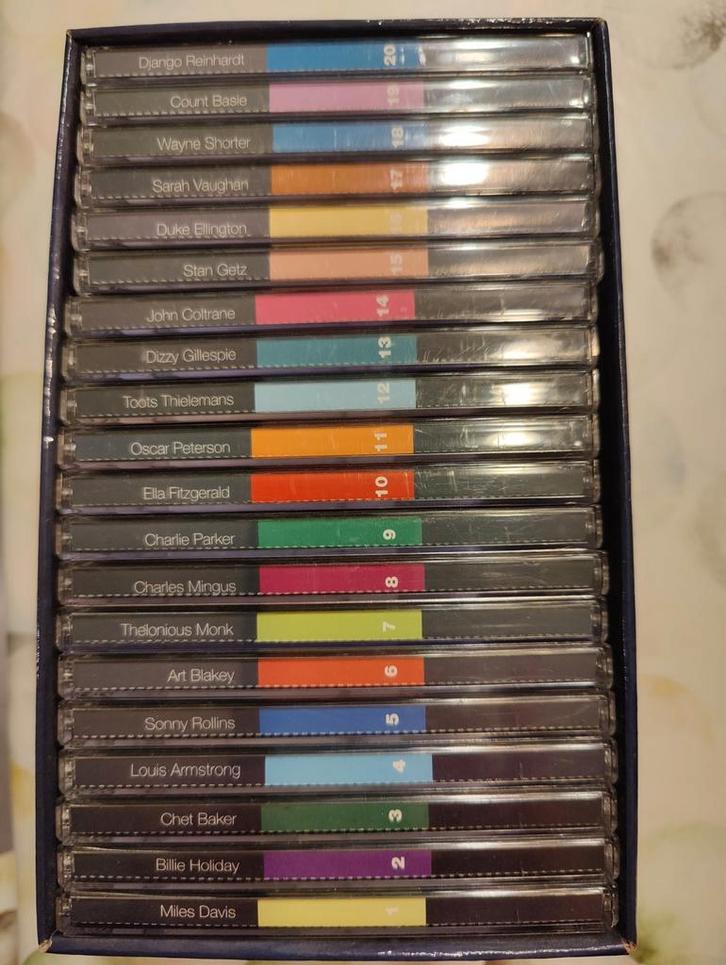 Django Reinhardt 20
Count Basie 19
Wayne Shorter 18
Sarah Vaughan 17
Duke Ellington 16
Stan Getz 15
John Coltrane 14
Dizzy Gillespie 13
Toots Thielemans 12
Oscar Peterson 11
Ella Fitzgerald 10
Charlie Parker 9
Charles Mingus 8
Thelonious Monk 7
Art Blakey 6
Sonny Rollins 5
Louis Armstrong 4
Chet Baker 3
Billie Holiday 2
Miles Davis 1